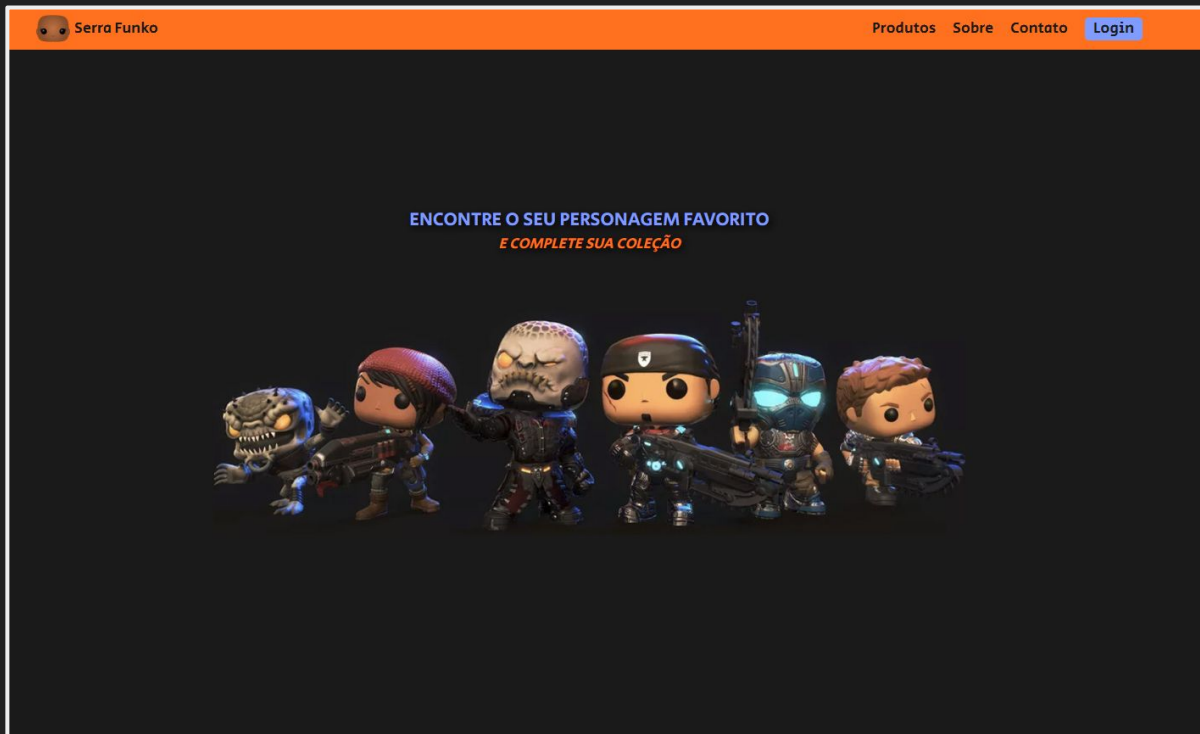 Serra Funko
Produtos Sobre Contato Login
ENCONTRE O SEU PERSONAGEM FAVORITO
E COMPLETE SUA COLEÇÃO